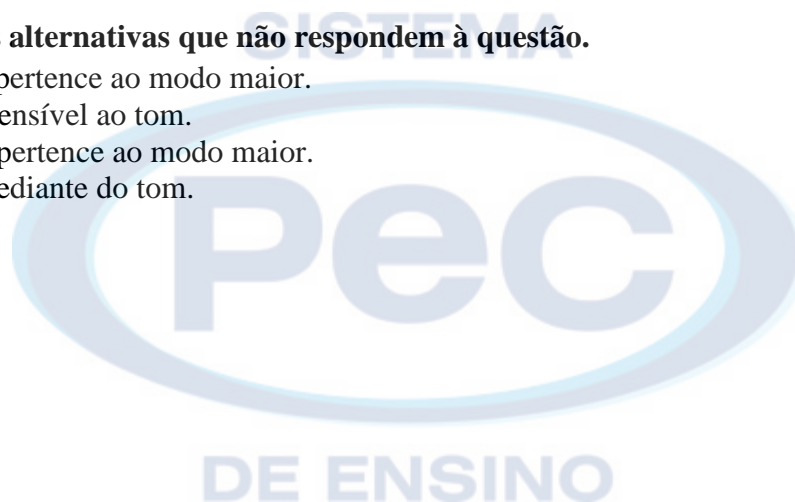 SISTEMA
alternativas que não respondem à questão.
pertence ao modo maior.
ensível ao tom.
pertence ao modo maior.
ediante do tom.
Pec
DE ENSINO